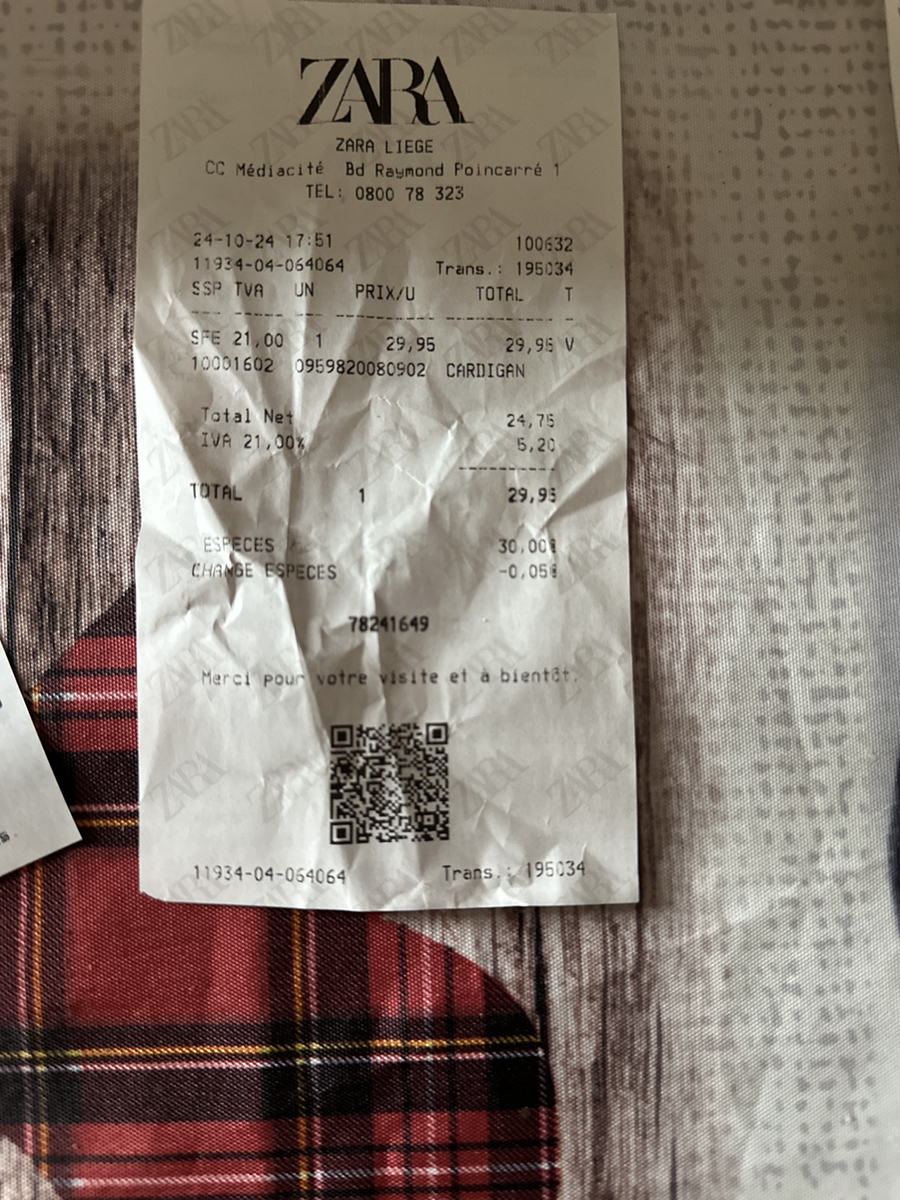 ZARA
ZARA LIEGE
CC Médiacité Bd Raymond Poincarré 1
TEL: 0800 78 323
24-10-24 17:51 100632
11934-04-064064 Trans.: 195034
SSP TVA UN PRIX/U TOTAL T
--- ----- --- ---------- ---------- -
SFE 21,00 1 29,95 29,95 V
10001602 0959820080902 CARDIGAN
Total Net 24,75
IVA 21,00% 5,20
----------
TOTAL 1 29,95
ESPECES 30,00€
CHANGE ESPECES -0,05€
78241649
Merci pour votre visite et à bientôt.
11934-04-064064 Trans.: 195034